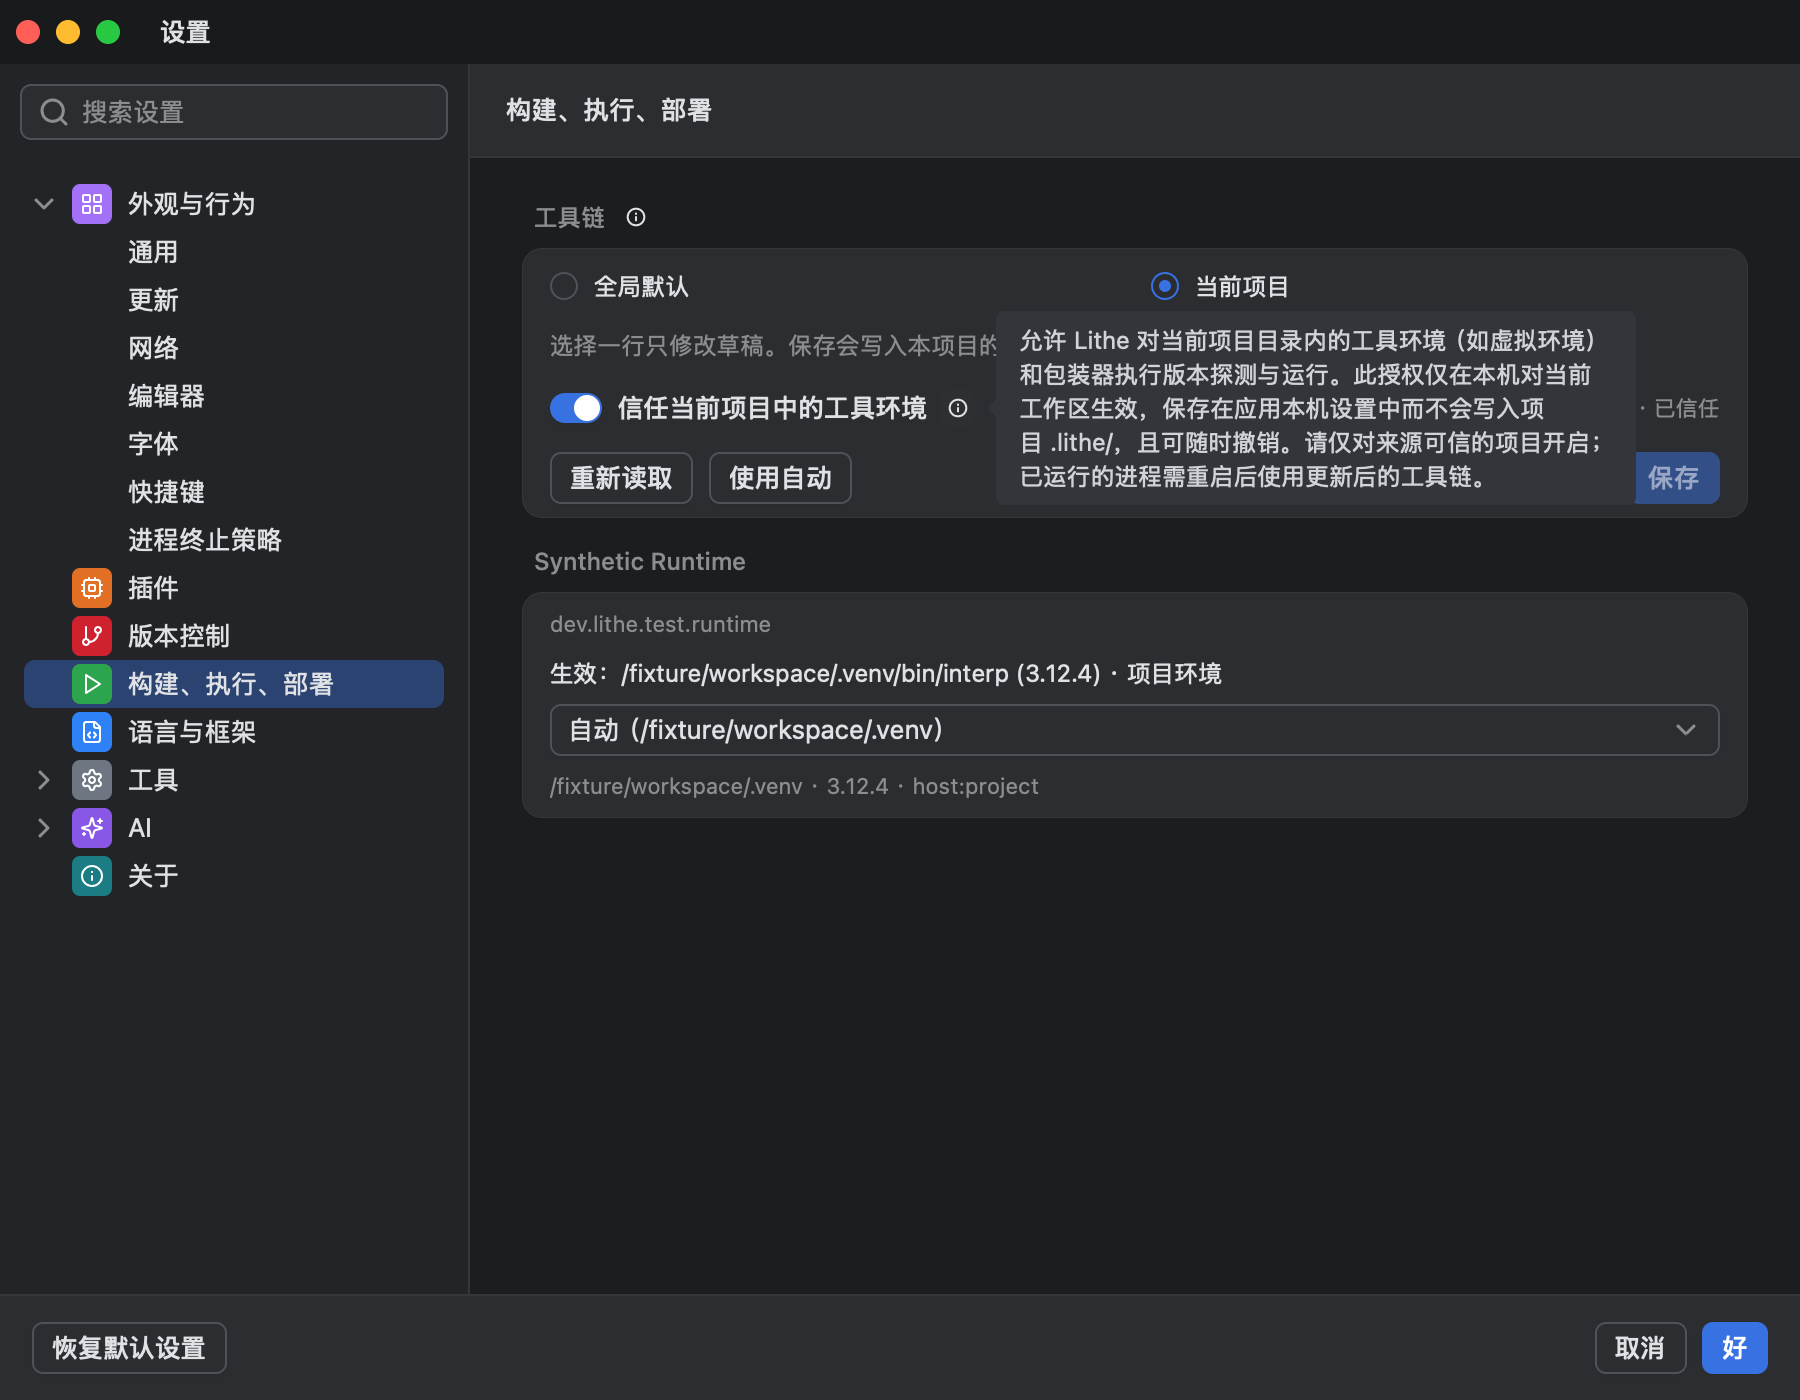 设置
搜索设置
外观与行为
通用
更新
网络
编辑器
字体
快捷键
进程终止策略
插件
版本控制
构建、执行、部署
语言与框架
工具
AI
关于
构建、执行、部署
工具链
全局默认
当前项目
选择一行只修改草稿。保存会写入本项目的
允许 Lithe 对当前项目目录内的工具环境（如虚拟环境）
和包装器执行版本探测与运行。此授权仅在本机对当前
工作区生效，保存在应用本机设置中而不会写入项
目 .lithe/，且可随时撤销。请仅对来源可信的项目开启；
已运行的进程需重启后使用更新后的工具链。
信任当前项目中的工具环境
· 已信任
重新读取
使用自动
保存
Synthetic Runtime
dev.lithe.test.runtime
生效：/fixture/workspace/.venv/bin/interp (3.12.4) · 项目环境
自动（/fixture/workspace/.venv）
/fixture/workspace/.venv · 3.12.4 · host:project
恢复默认设置
取消
好